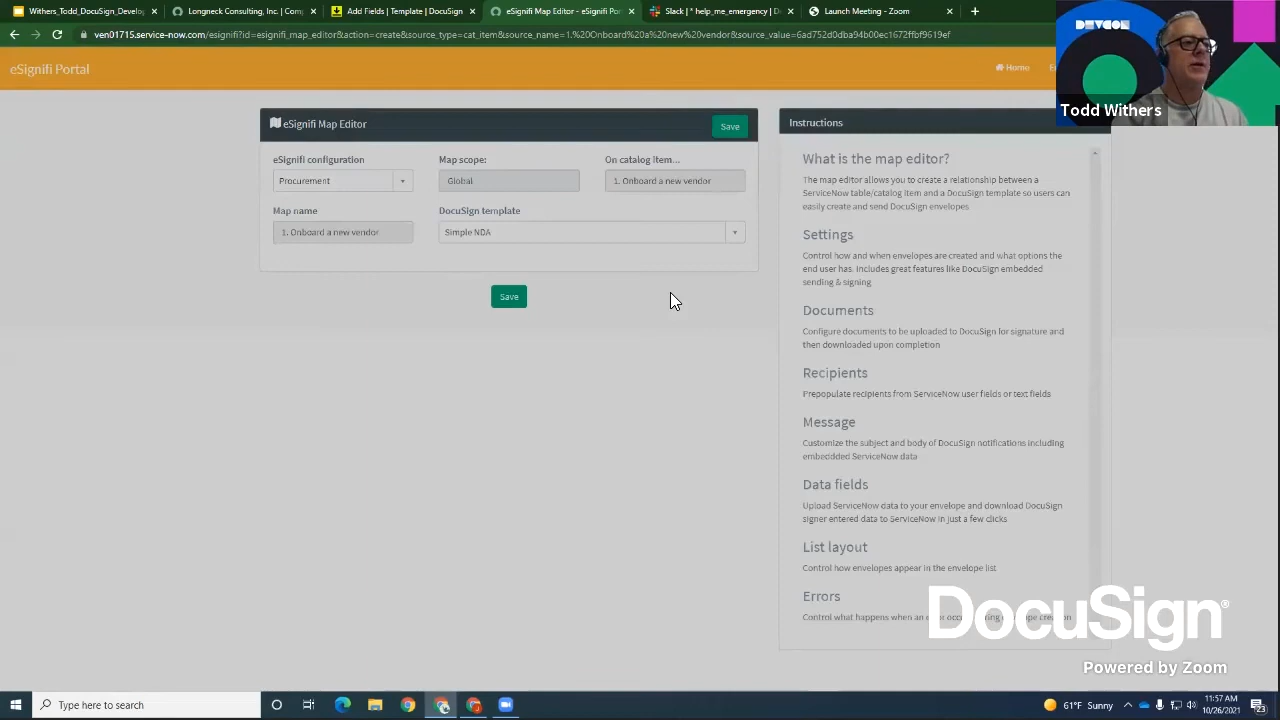 Withers_Todd_DocuSign_Develo
Longneck Consulting, Inc. | Comp
Add Fields | Template | DocuSign
eSignifi Map Editor - eSignifi Por
Slack | * help_me_emergency | D
Launch Meeting - Zoom
ven01715.service-now.com/esignifi?id=esignifi_map_editor&action=create&source_type=cat_item&source_name=1.%20Onboard%20a%20new%20vendor&source_value=6ad752d0dba94b00ec1672ffbf9619ef
DEVCON
Todd Withers
eSignifi Portal
Home
eSignifi Map Editor
Save
eSignifi configuration
Map scope:
On catalog item...
Procurement
Global
1. Onboard a new vendor
Map name
DocuSign template
1. Onboard a new vendor
Simple NDA
Save
Instructions
What is the map editor?
The map editor allows you to create a relationship between a
ServiceNow table/catalog item and a DocuSign template so users can
easily create and send DocuSign envelopes
Settings
Control how and when envelopes are created and what options the
end user has. Includes great features like DocuSign embedded
sending & signing
Documents
Configure documents to be uploaded to DocuSign for signature and
then downloaded upon completion
Recipients
Prepopulate recipients from ServiceNow user fields or text fields
Message
Customize the subject and body of DocuSign notifications including
embeddded ServiceNow data
Data fields
Upload ServiceNow data to your envelope and download DocuSign
signer entered data to ServiceNow in just a few clicks
List layout
Control how envelopes appear in the envelope list
Errors
Control what happens when an
DocuSign®
Powered by Zoom
Type here to search
61°F Sunny
11:57 AM
10/26/2021
23